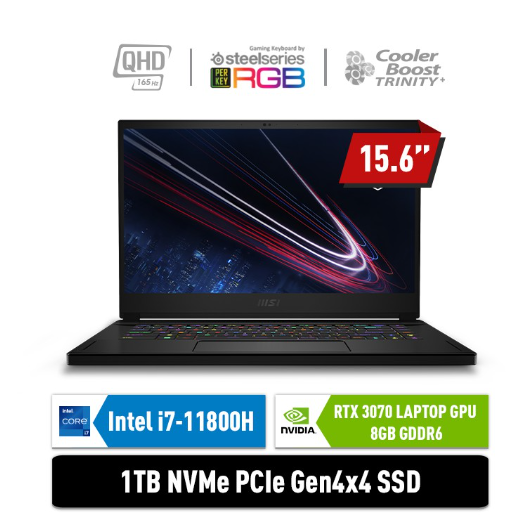 QHD
165Hz
Gaming Keyboard by
steelseries
PER
KEY
RGB
Cooler
Boost
TRINITY+
15.6”
msi
intel
CORE
i7
Intel i7-11800H
NVIDIA.
RTX 3070 LAPTOP GPU
8GB GDDR6
1TB NVMe PCIe Gen4x4 SSD